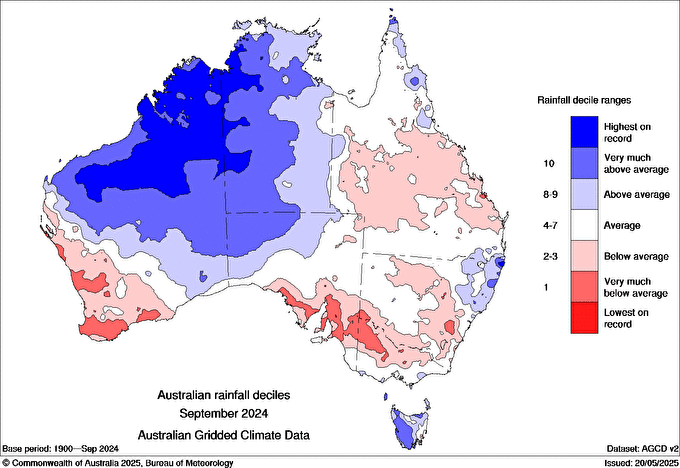 Rainfall decile ranges
Highest on
record
10
Very much
above average
8-9
Above average
4-7
Average
2-3
Below average
1
Very much
below average
Lowest on
record
Australian rainfall deciles
September 2024
Australian Gridded Climate Data
Base period: 1900—Sep 2024
Dataset: AGCD v2
© Commonwealth of Australia 2025, Bureau of Meteorology
Issued: 20/05/2025